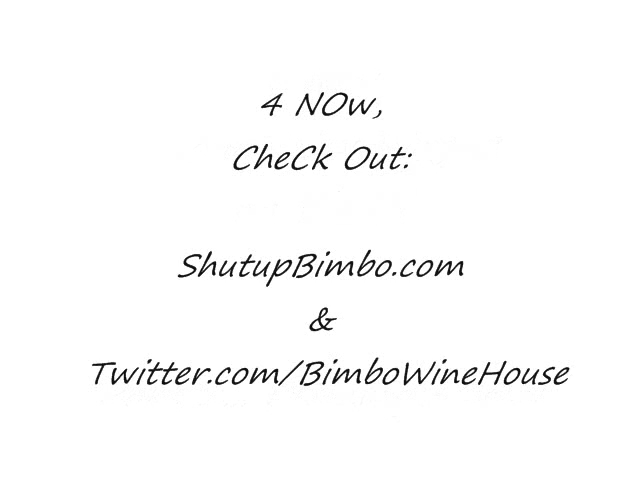 4 NOw,
CheCk Out:
ShutupBimbo.com
&
Twitter.com/BimboWineHouse